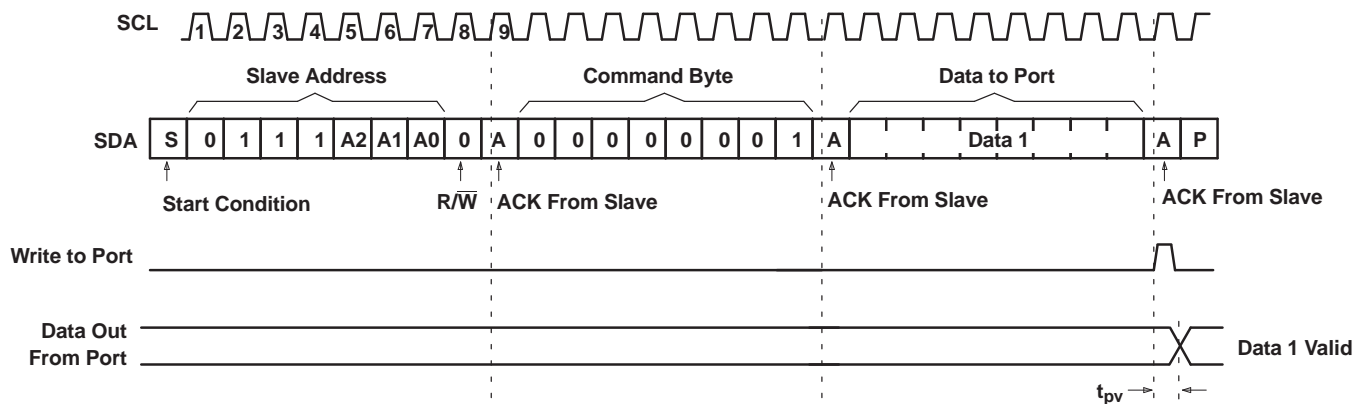 SCL 1 2 3 4 5 6 7 8 9
Slave Address Command Byte Data to Port
SDA S 0 1 1 1 A2 A1 A0 0 A 0 0 0 0 0 0 0 1 A Data 1 A P
Start Condition R/W ACK From Slave ACK From Slave ACK From Slave
Write to Port
Data Out
From Port
Data 1 Valid
tpv